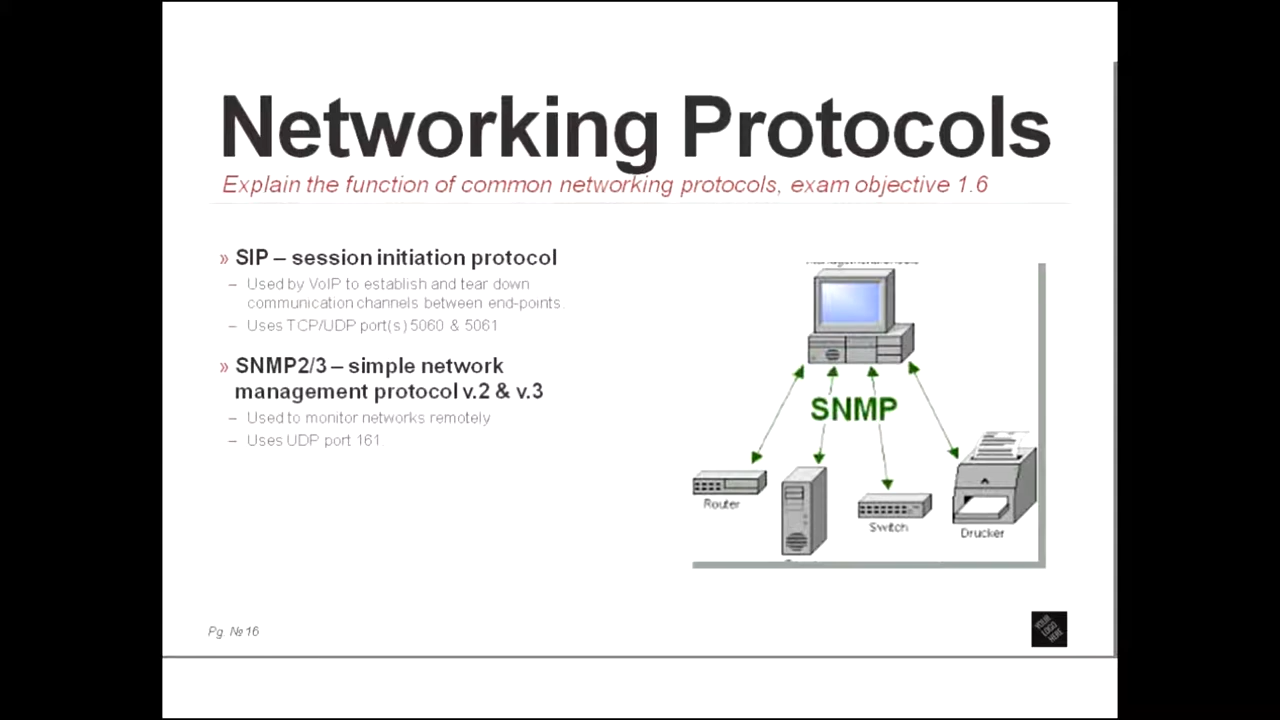 Networking Protocols
Explain the function of common networking protocols, exam objective 1.6
» SIP – session initiation protocol
– Used by VoIP to establish and tear down
communication channels between end-points.
– Uses TCP/UDP port(s) 5060 & 5061
» SNMP2/3 – simple network
management protocol v.2 & v.3
– Used to monitor networks remotely
– Uses UDP port 161
SNMP
Router
Switch
Drucker
Pg. № 16
YOUR
LOGO
HERE